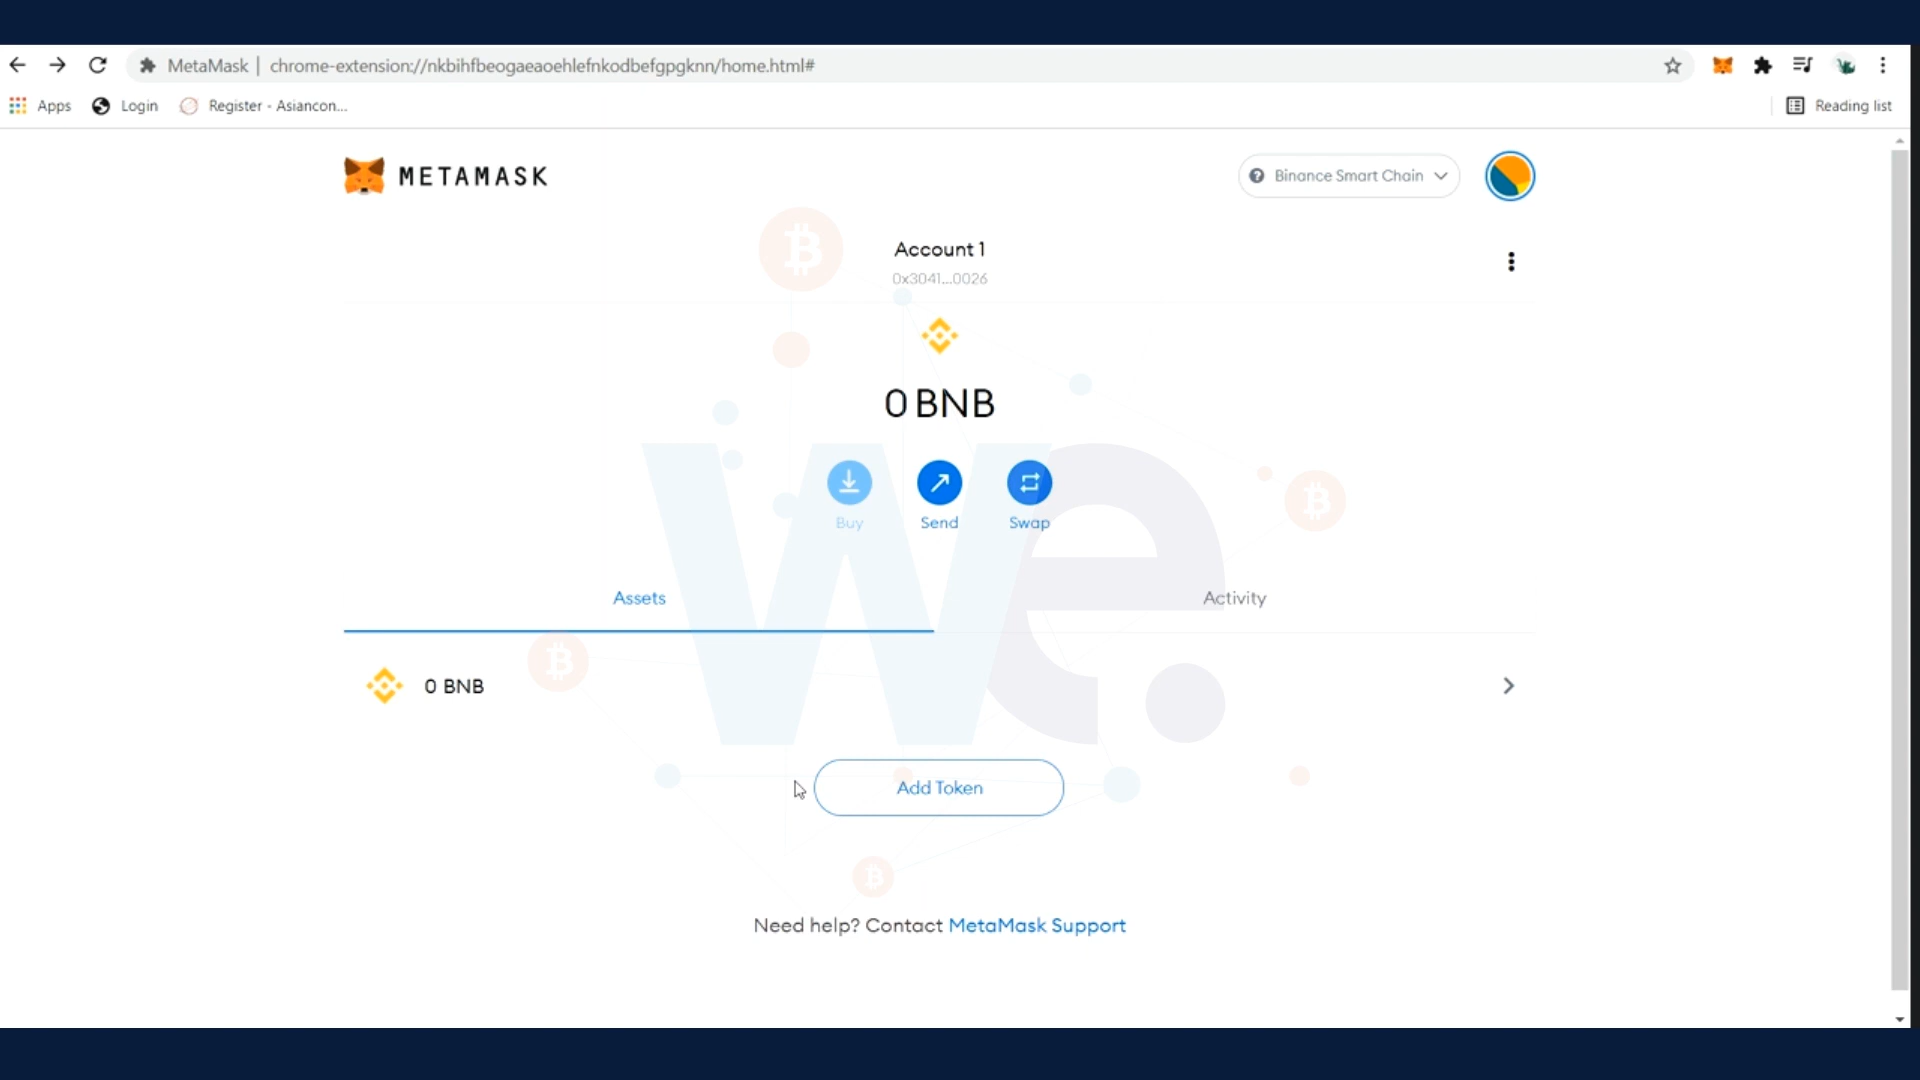 MetaMask | chrome-extension://nkbihfbeogaeaoehlefnkodbefgpgknn/home.html#
Apps Login Register - Asiancon... Reading list
METAMASK
Binance Smart Chain
Account 1
0x3041...0026
0 BNB
Buy Send Swap
we.
Assets Activity
0 BNB
Add Token
Need help? Contact MetaMask Support